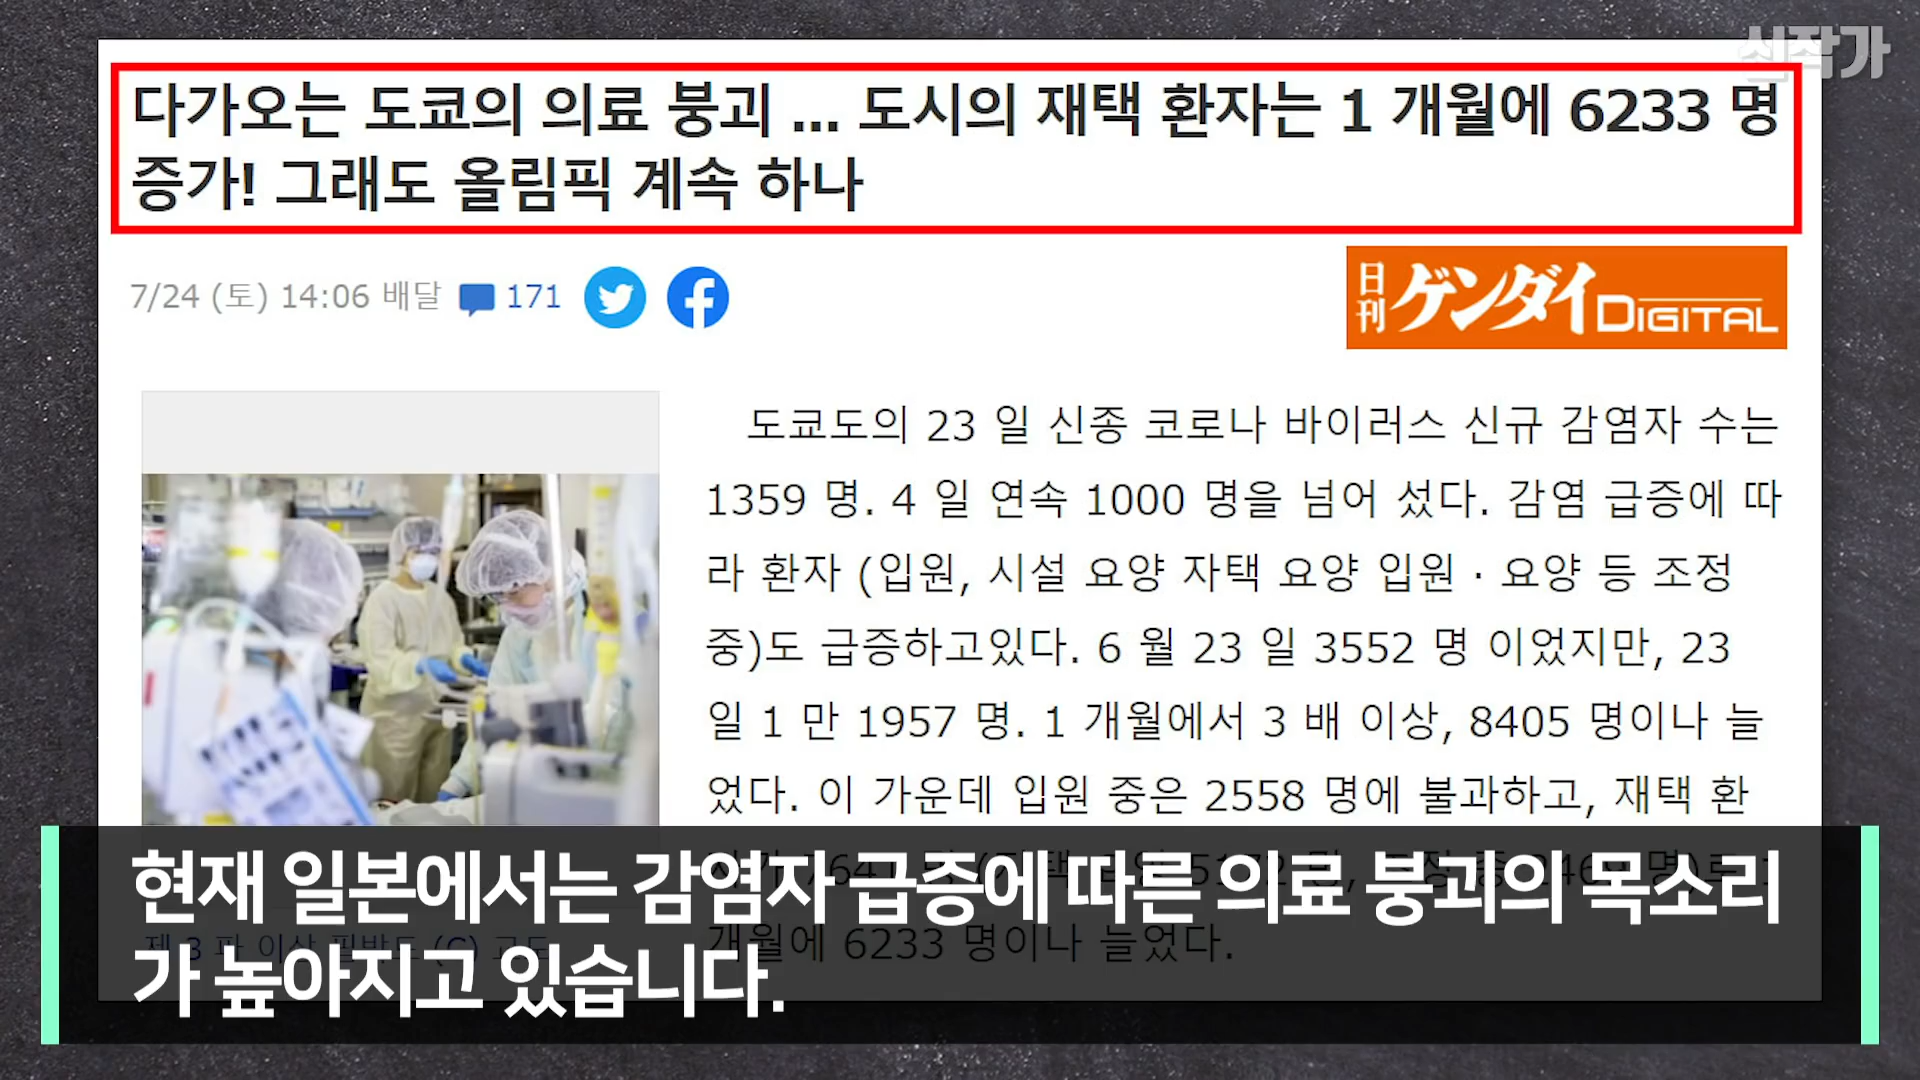 신작가
다가오는 도쿄의 의료 붕괴 ... 도시의 재택 환자는 1 개월에 6233 명
증가! 그래도 올림픽 계속 하나
7/24 (토) 14:06 배달 171
日刊ゲンダイDIGITAL
도쿄도의 23 일 신종 코로나 바이러스 신규 감염자 수는
1359 명. 4 일 연속 1000 명을 넘어 섰다. 감염 급증에 따
라 환자 (입원, 시설 요양 자택 요양 입원 · 요양 등 조정
중)도 급증하고있다. 6 월 23 일 3552 명 이었지만, 23
일 1 만 1957 명. 1 개월에서 3 배 이상, 8405 명이나 늘
었다. 이 가운데 입원 중은 2558 명에 불과하고, 재택 환
개월에 6233 명이나 늘었다.
현재 일본에서는 감염자 급증에 따른 의료 붕괴의 목소리
가 높아지고 있습니다.